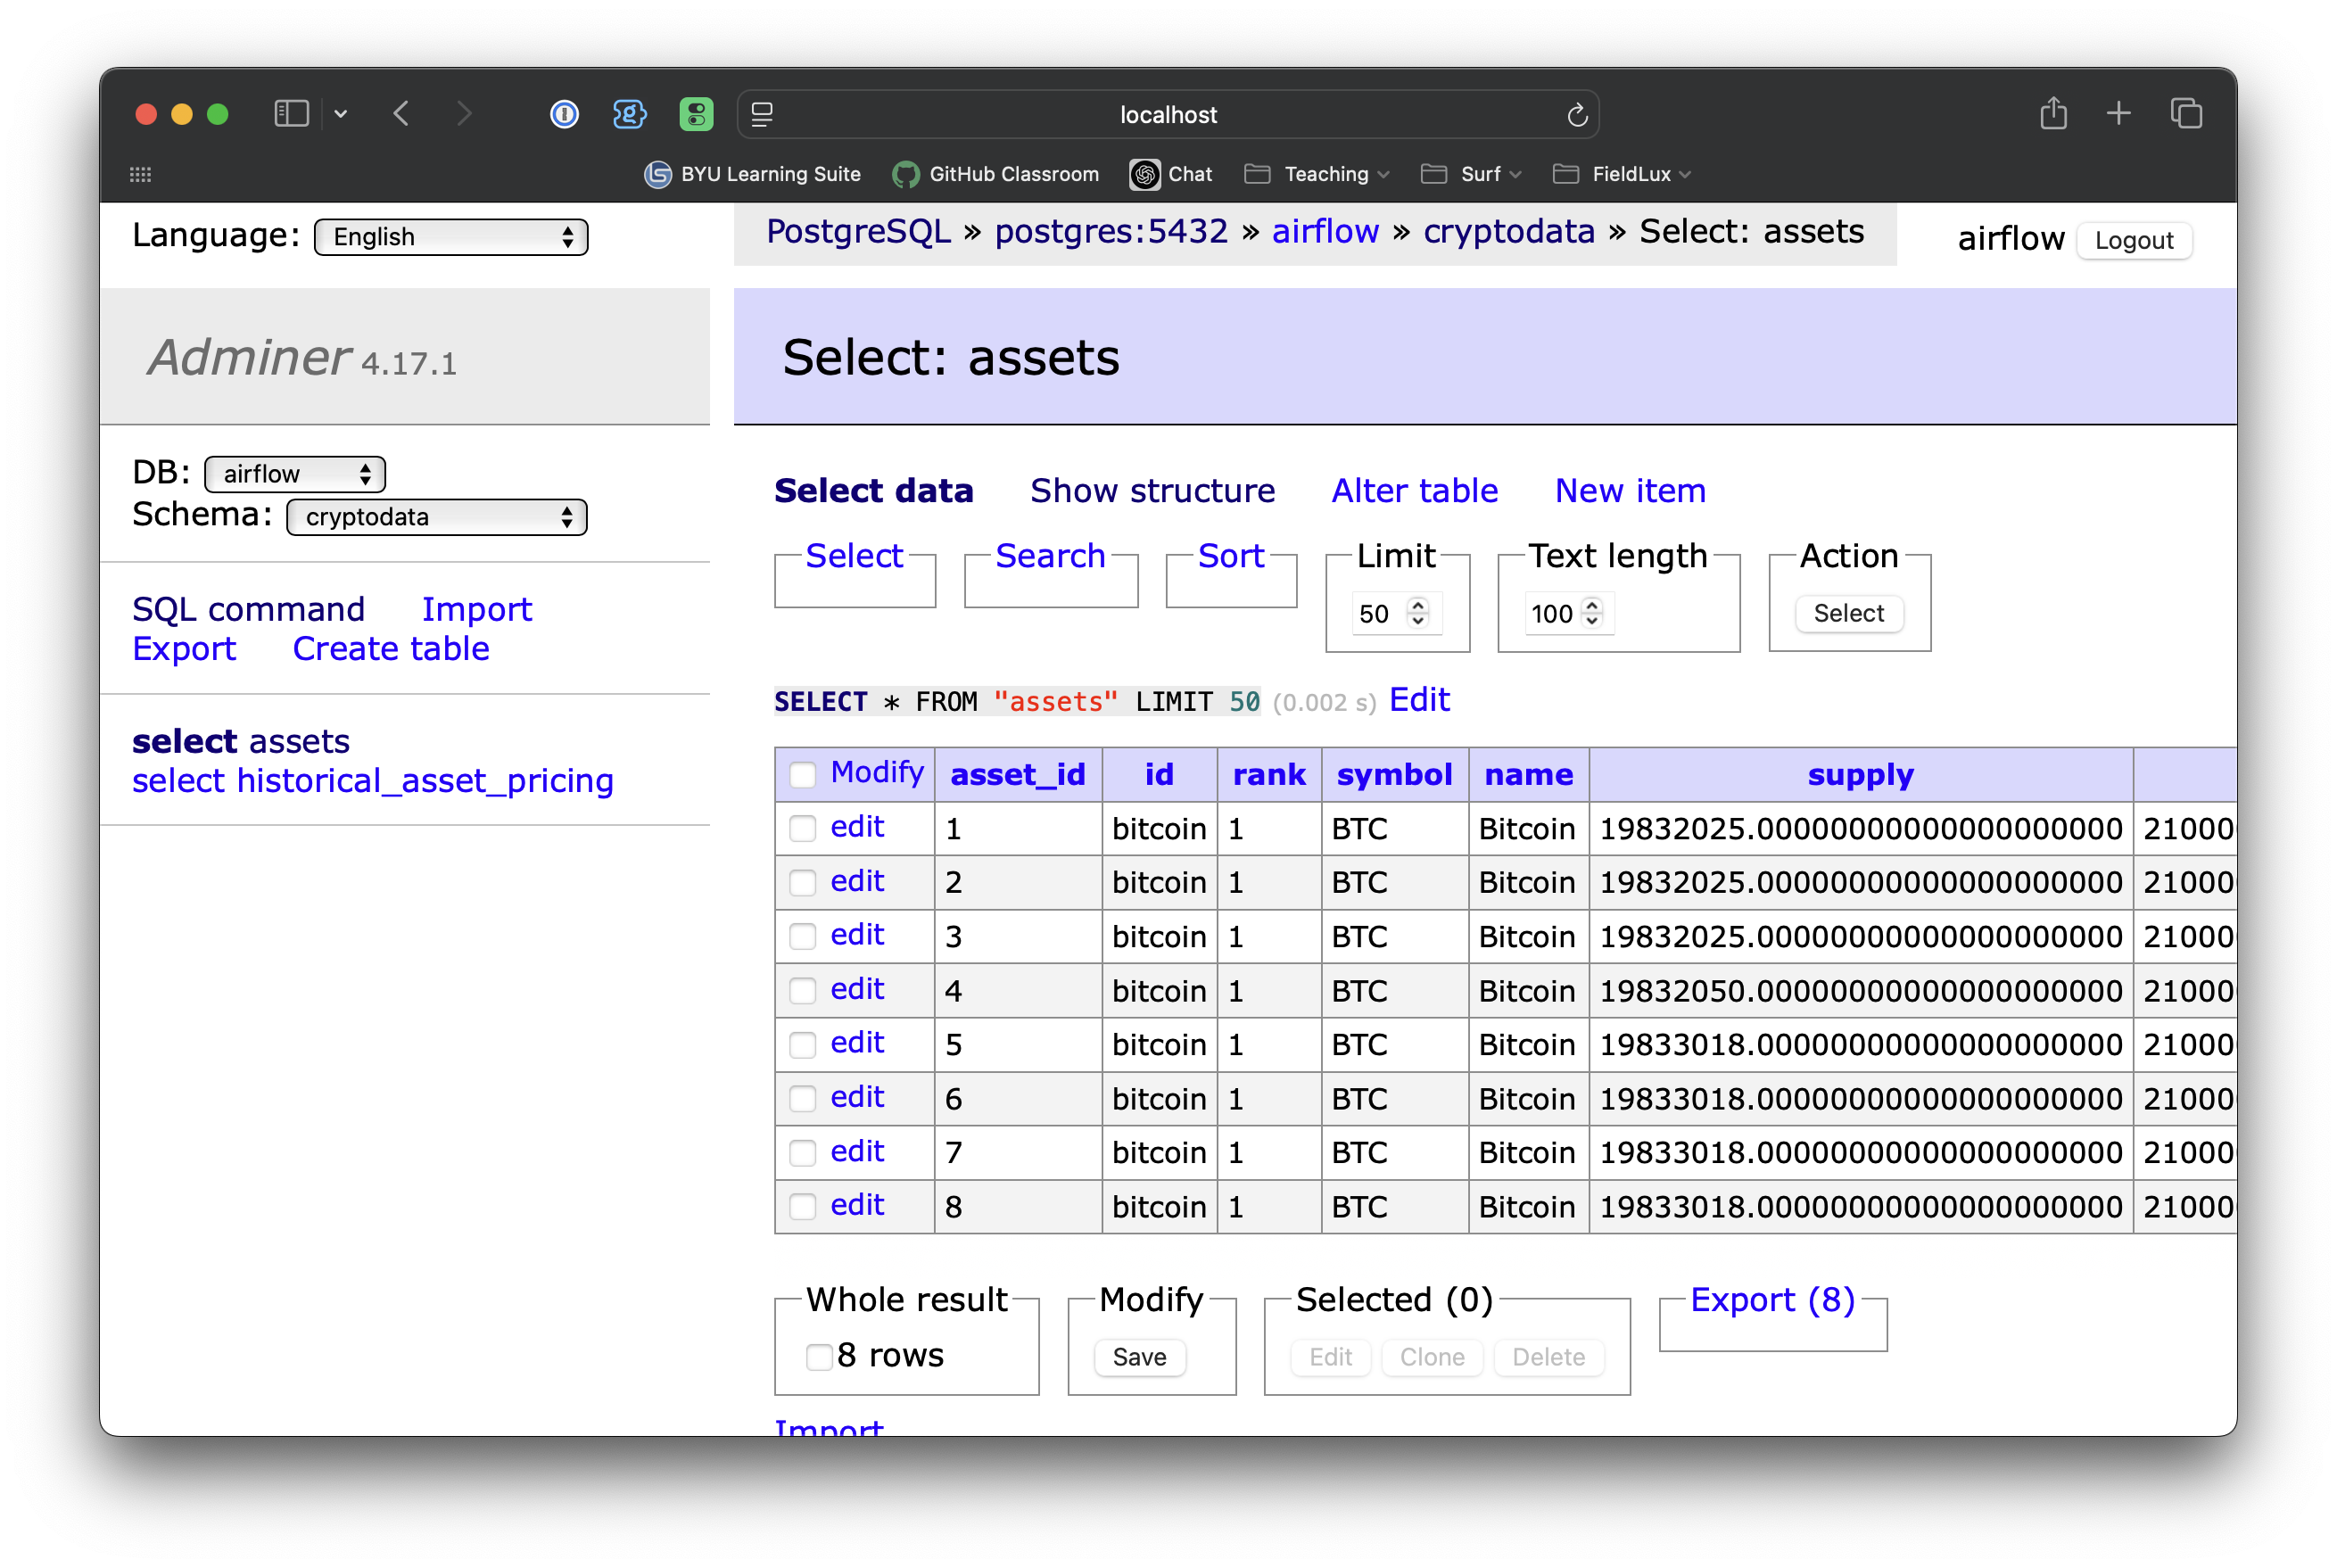 localhost
BYU Learning Suite GitHub Classroom Chat Teaching Surf FieldLux
Language: English
PostgreSQL » postgres:5432 » airflow » cryptodata » Select: assets
airflow Logout
Adminer 4.17.1
Select: assets
DB: airflow
Schema: cryptodata
SQL command Import
Export Create table
select assets
select historical_asset_pricing
Select data Show structure Alter table New item
Select Search Sort Limit Text length Action
50 100 Select
SELECT * FROM "assets" LIMIT 50 (0.002 s) Edit
Modify asset_id id rank symbol name supply
edit 1 bitcoin 1 BTC Bitcoin 19832025.00000000000000000000 21000
edit 2 bitcoin 1 BTC Bitcoin 19832025.00000000000000000000 21000
edit 3 bitcoin 1 BTC Bitcoin 19832025.00000000000000000000 21000
edit 4 bitcoin 1 BTC Bitcoin 19832050.00000000000000000000 21000
edit 5 bitcoin 1 BTC Bitcoin 19833018.00000000000000000000 21000
edit 6 bitcoin 1 BTC Bitcoin 19833018.00000000000000000000 21000
edit 7 bitcoin 1 BTC Bitcoin 19833018.00000000000000000000 21000
edit 8 bitcoin 1 BTC Bitcoin 19833018.00000000000000000000 21000
Whole result Modify Selected (0) Export (8)
8 rows Save Edit Clone Delete
Import